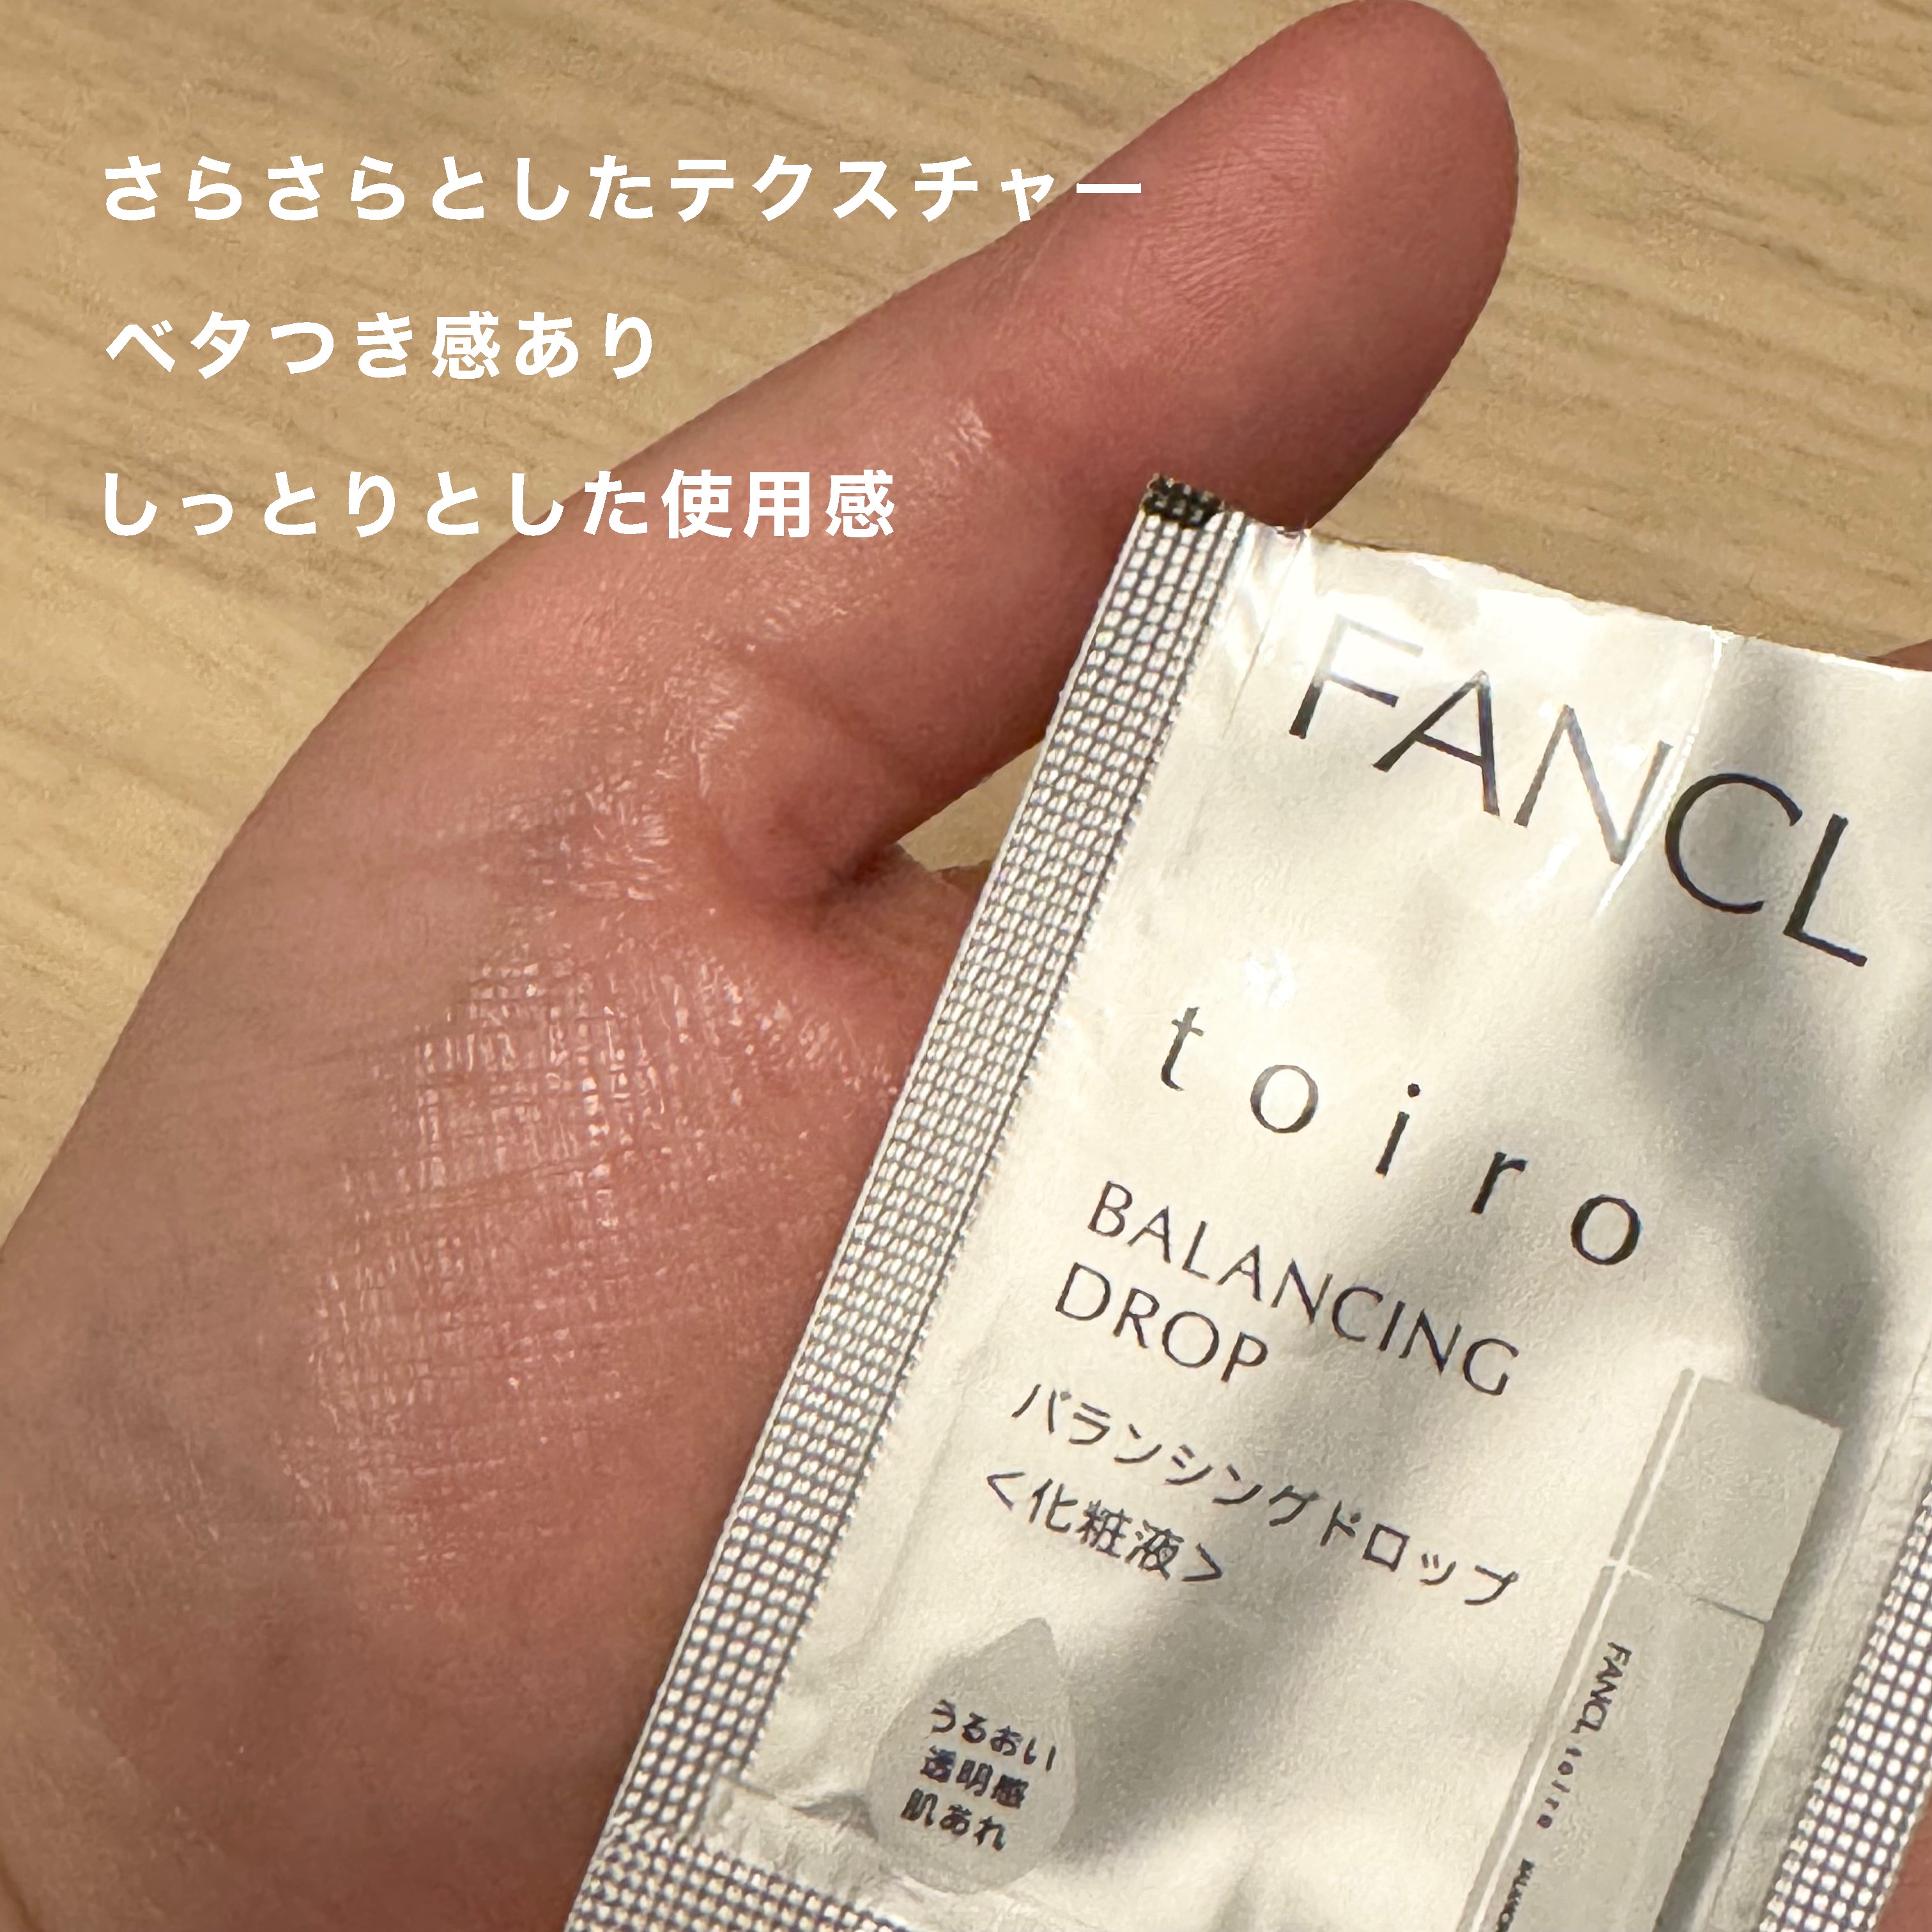 さらさらとしたテクスチャー
ベタつき感あり
しっとりとした使用感
FANCL
toiro
BALANCING
DROP
バランシングドロップ
<化粧液>
うるおい
透明感
肌あれ
FANCL toiro